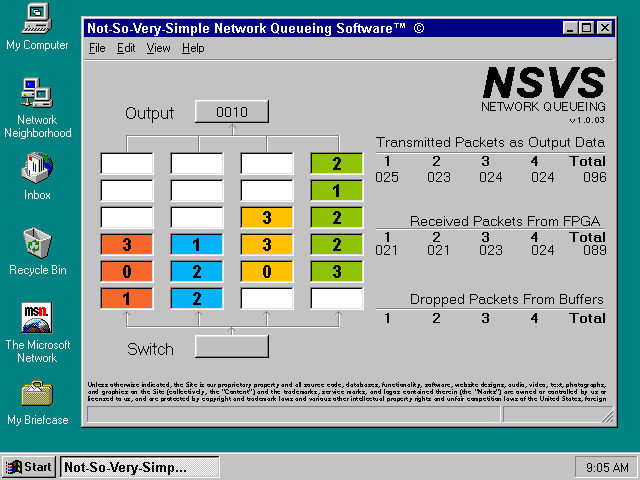 My Computer
Network
Neighborhood
Inbox
Recycle Bin
msn.
The Microsoft
Network
My Briefcase
Not-So-Very-Simple Network Queueing Software™ ©
File Edit View Help
NSVS
NETWORK QUEUEING
v 1.0.03
Output 0010
2
1
3 2
3 1 3 2
0 2 0 3
1 2
Switch
Transmitted Packets as Output Data
1 2 3 4 Total
025 023 024 024 096
Received Packets From FPGA
1 2 3 4 Total
021 021 023 024 089
Dropped Packets From Buffers
1 2 3 4 Total
Unless otherwise indicated, the Site is our proprietary property and all source code, databases, functionality, software, website designs, audio, video, text, photographs,
and graphics on the Site (collectively, the "Content") and the trademarks, service marks, and logos contained therein (the "Marks") are owned or controlled by us or
licensed to us, and are protected by copyright and trademark laws and various other intellectual property rights and unfair competition laws of the United States, foreign
Start
Not-So-Very-Simp...
9:05 AM